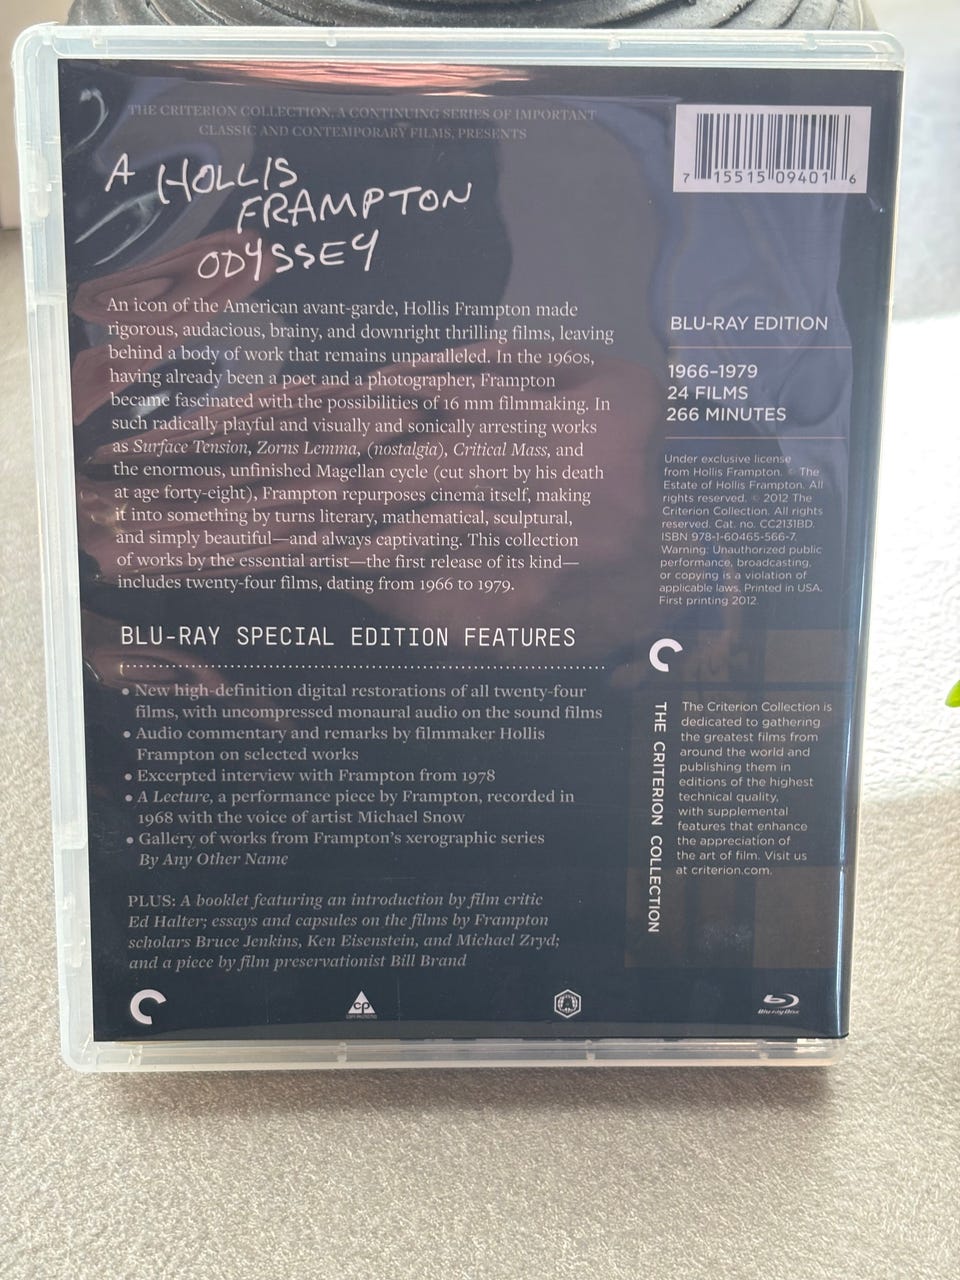 THE CRITERION COLLECTION, A CONTINUING SERIES OF IMPORTANT
CLASSIC AND CONTEMPORARY FILMS, PRESENTS
A HOLLIS
FRAMPTON
ODYSSEY
An icon of the American avant-garde, Hollis Frampton made
rigorous, audacious, brainy, and downright thrilling films, leaving
behind a body of work that remains unparalleled. In the 1960s,
having already been a poet and a photographer, Frampton
became fascinated with the possibilities of 16 mm filmmaking. In
such radically playful and visually and sonically arresting works
as Surface Tension, Zorns Lemma, (nostalgia), Critical Mass, and
the enormous, unfinished Magellan cycle (cut short by his death
at age forty-eight), Frampton repurposes cinema itself, making
it into something by turns literary, mathematical, sculptural,
and simply beautiful—and always captivating. This collection
of works by the essential artist—the first release of its kind—
includes twenty-four films, dating from 1966 to 1979.
BLU-RAY SPECIAL EDITION FEATURES
• New high-definition digital restorations of all twenty-four
films, with uncompressed monaural audio on the sound films
• Audio commentary and remarks by filmmaker Hollis
Frampton on selected works
• Excerpted interview with Frampton from 1978
• A Lecture, a performance piece by Frampton, recorded in
1968 with the voice of artist Michael Snow
• Gallery of works from Frampton's xerographic series
By Any Other Name
PLUS: A booklet featuring an introduction by film critic
Ed Halter; essays and capsules on the films by Frampton
scholars Bruce Jenkins, Ken Eisenstein, and Michael Zryd;
and a piece by film preservationist Bill Brand
7 15515 09401 6
BLU-RAY EDITION
1966–1979
24 FILMS
266 MINUTES
Under exclusive license
from Hollis Frampton. © The
Estate of Hollis Frampton. All
rights reserved. © 2012 The
Criterion Collection. All rights
reserved. Cat. no. CC2131BD.
ISBN 978-1-60465-566-7.
Warning: Unauthorized public
performance, broadcasting,
or copying is a violation of
applicable laws. Printed in USA.
First printing 2012.
THE CRITERION COLLECTION
The Criterion Collection is
dedicated to gathering
the greatest films from
around the world and
publishing them in
editions of the highest
technical quality,
with supplemental
features that enhance
the appreciation of
the art of film. Visit us
at criterion.com.
cp
COPY PROTECTED
Blu-ray Disc